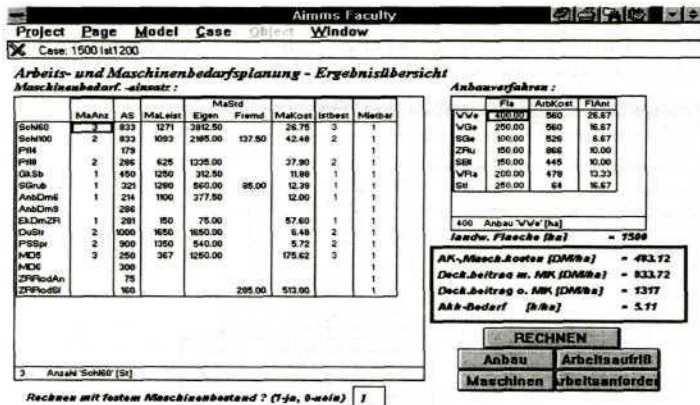 Aimms Faculty
Project Page Model Case Object Window
Case: 1500 Ist1200
Arbeits- und Maschinenbedarfsplanung - Ergebnisübersicht
Maschinenbedarf. -einsatz :
MaStd
MaAnz AS MaLeist Eigen Fremd MaKost Istbest Mietbar
Schl60 3 833 1271 3812.50 26.75 3 1
Schl100 2 833 1093 2185.00 137.50 42.48 2 1
Pfl4 179 1
Pfl8 2 286 625 1335.00 37.90 2 1
GkSb 1 450 1250 312.50 11.88 1 1
SGrub 1 321 1280 560.00 85.00 12.39 1 1
AnbDm6 1 214 1100 377.50 12.00 1 1
AnbDm9 286 1
EkDmZR 1 281 150 75.00 57.60 1 1
DuStr 2 1000 1650 1650.00 6.48 2 1
PSSpr 2 900 1350 540.00 5.72 2 1
MD5 3 250 367 1250.00 175.62 3 1
MD6 300 1
ZRRodAn 75 1
ZRRodSl 160 285.00 513.00 1
3 Anzahl 'Schl60' [St]
Rechnen mit festem Maschinenbestand ? (1-ja, 0-nein) 1
Anbauverfahren :
Fla ArbKost FlAnt
WWe 400.00 560 26.67
WGe 250.00 560 16.67
SGe 100.00 526 6.67
ZRu 150.00 866 10.00
SBl 150.00 445 10.00
WRa 200.00 478 13.33
Stl 250.00 64 16.67
400 Anbau 'WWe' [ha]
landw. Flaeche [ha] = 1500
AK-,Masch.kosten [DM/ha] = 483.12
Deck.beitrag m. MK [DM/ha] = 833.72
Deck.beitrag o. MK [DM/ha] = 1317
Akh-Bedarf [h/ha] = 5.11
RECHNEN
Anbau Arbeitsaufriß
Maschinen Arbeitsanforder